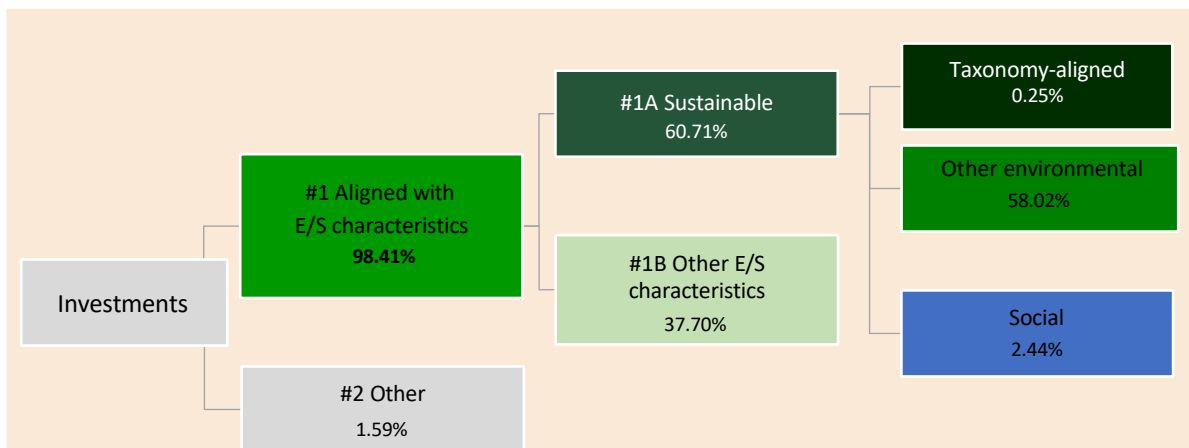 Investments
#1 Aligned with
E/S characteristics
98.41%
#2 Other
1.59%
#1A Sustainable
60.71%
#1B Other E/S
characteristics
37.70%
Taxonomy-aligned
0.25%
Other environmental
58.02%
Social
2.44%